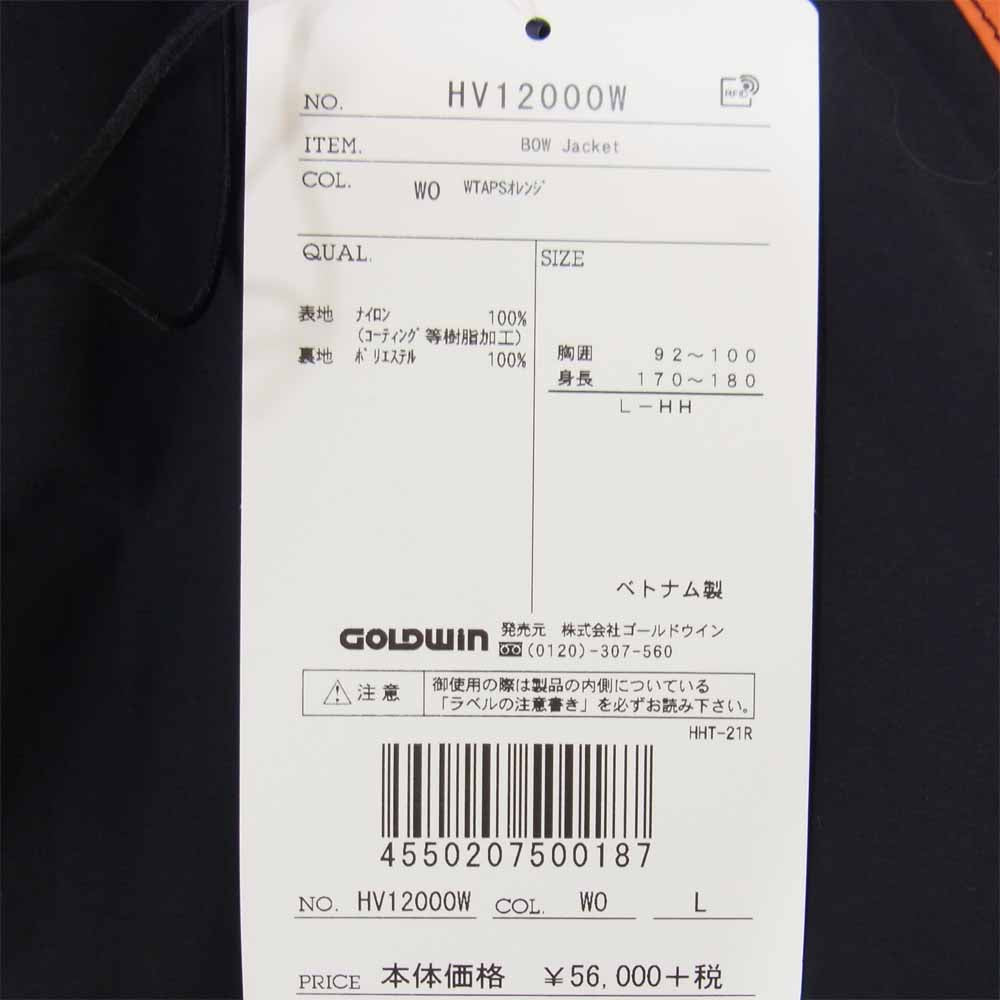 NO. HV12000W RFID
ITEM. BOW Jacket
COL. WO WTAPSｵﾚﾝｼﾞ
QUAL.
表地 ﾅｲﾛﾝ 100%
(ｺｰﾃｨﾝｸﾞ等樹脂加工)
裏地 ﾎﾟﾘｴｽﾃﾙ 100%
SIZE
胸囲 92～100
身長 170～180
L－HH
ベトナム製
GOLDWIN 発売元 株式会社ゴールドウイン
(0120)-307-560
注意 御使用の際は製品の内側についている
「ラベルの注意書き」を必ずお読み下さい。
HHT-21R
4550207500187
NO. HV12000W COL. WO L
PRICE 本体価格 ￥56,000＋税